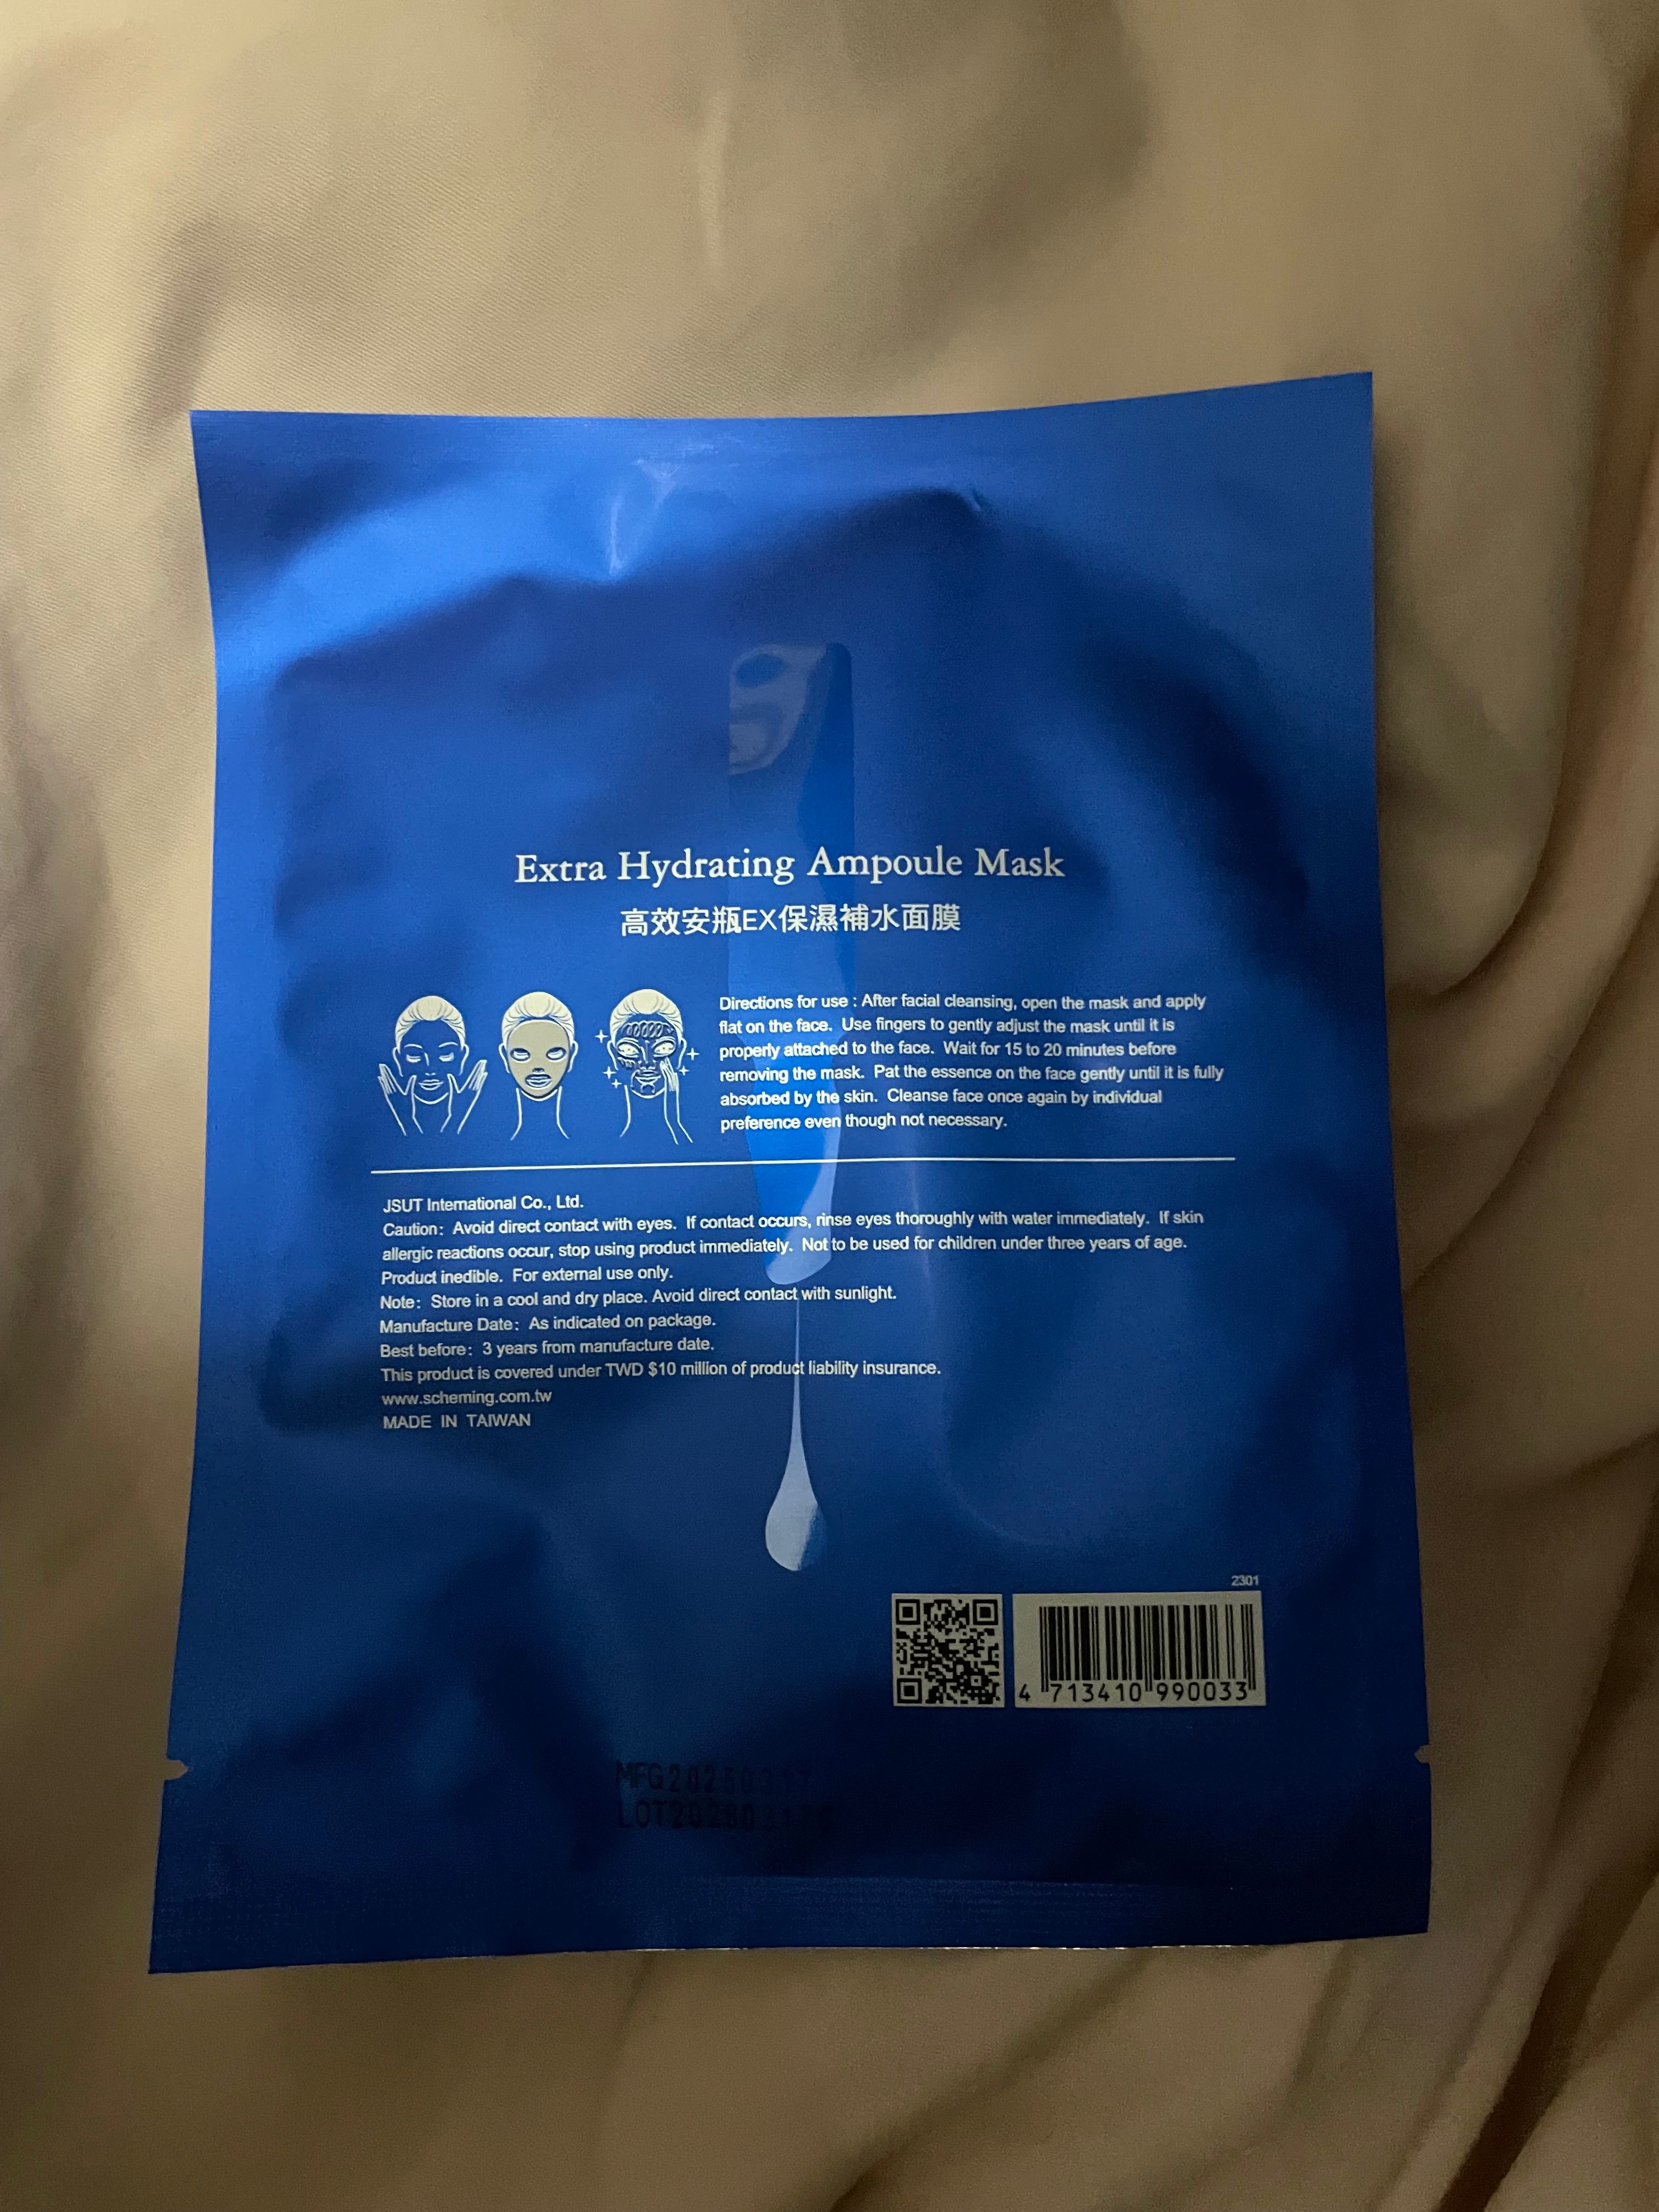 Extra Hydrating Ampoule Mask
高效安瓶EX保濕補水面膜
Directions for use : After facial cleansing, open the mask and apply
flat on the face. Use fingers to gently adjust the mask until it is
properly attached to the face. Wait for 15 to 20 minutes before
removing the mask. Pat the essence on the face gently until it is fully
absorbed by the skin. Cleanse face once again by individual
preference even though not necessary.
JSUT International Co., Ltd.
Caution: Avoid direct contact with eyes. If contact occurs, rinse eyes thoroughly with water immediately. If skin
allergic reactions occur, stop using product immediately. Not to be used for children under three years of age.
Product inedible. For external use only.
Note: Store in a cool and dry place. Avoid direct contact with sunlight.
Manufacture Date: As indicated on package.
Best before: 3 years from manufacture date.
This product is covered under TWD $10 million of product liability insurance.
www.scheming.com.tw
MADE IN TAIWAN
2301
4 713410 990033